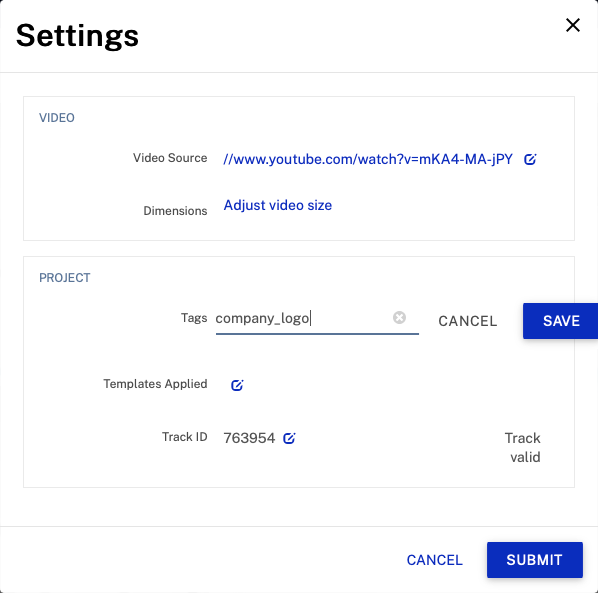 Settings
VIDEO
Video Source //www.youtube.com/watch?v=mKA4-MA-jPY
Dimensions Adjust video size
PROJECT
Tags company_logo CANCEL SAVE
Templates Applied
Track ID 763954 Track
valid
CANCEL SUBMIT